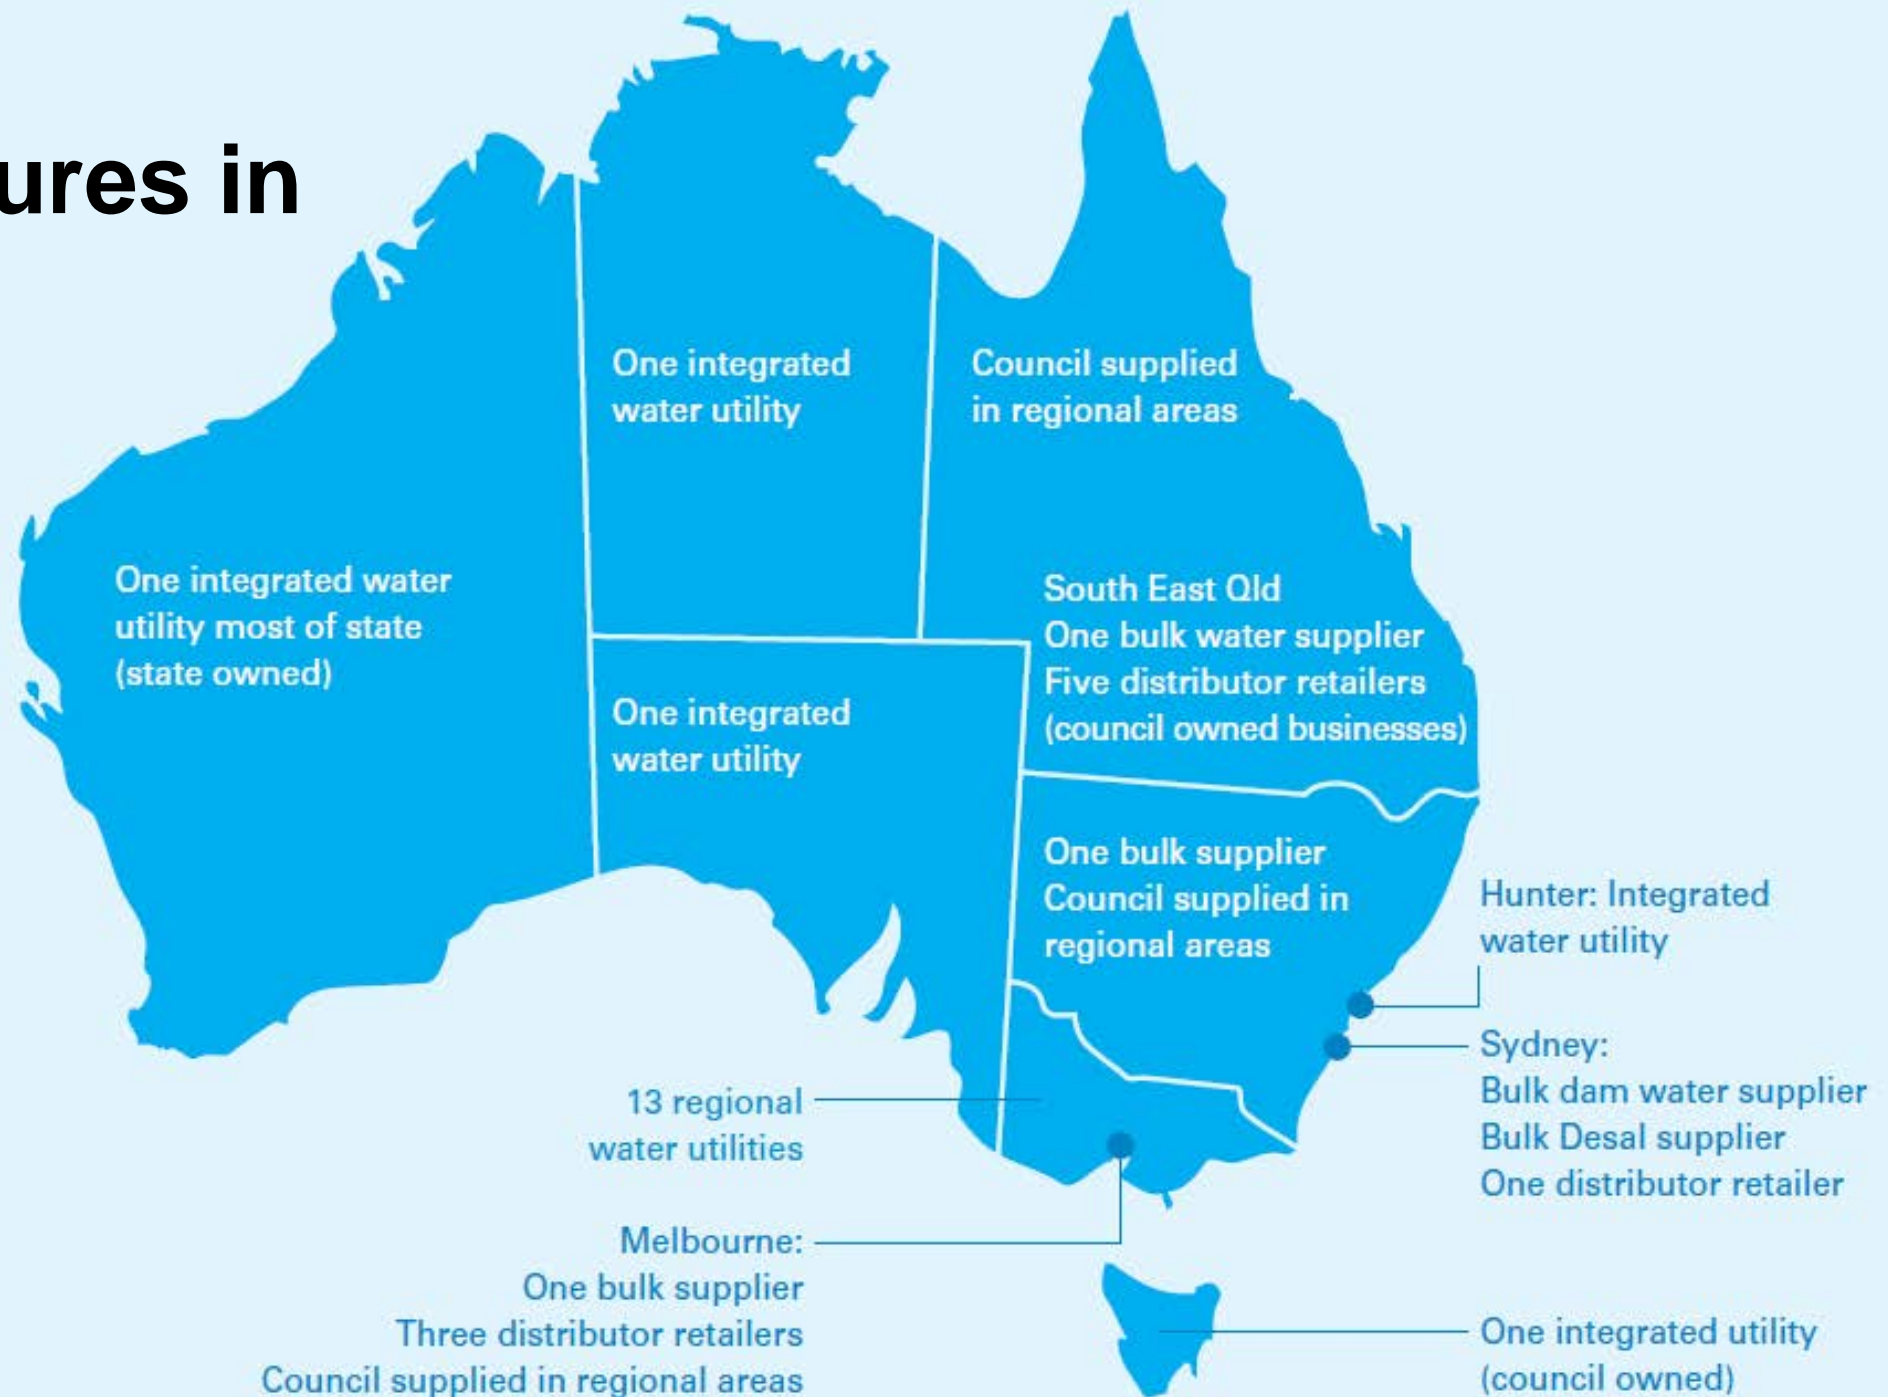 ures in
One integrated
water utility
Council supplied
in regional areas
One integrated water
utility most of state
(state owned)
South East Qld
One bulk water supplier
Five distributor retailers
(council owned businesses)
One integrated
water utility
One bulk supplier
Council supplied in
regional areas
Hunter: Integrated
water utility
Sydney:
Bulk dam water supplier
Bulk Desal supplier
One distributor retailer
13 regional
water utilities
Melbourne:
One bulk supplier
Three distributor retailers
Council supplied in regional areas
One integrated utility
(council owned)